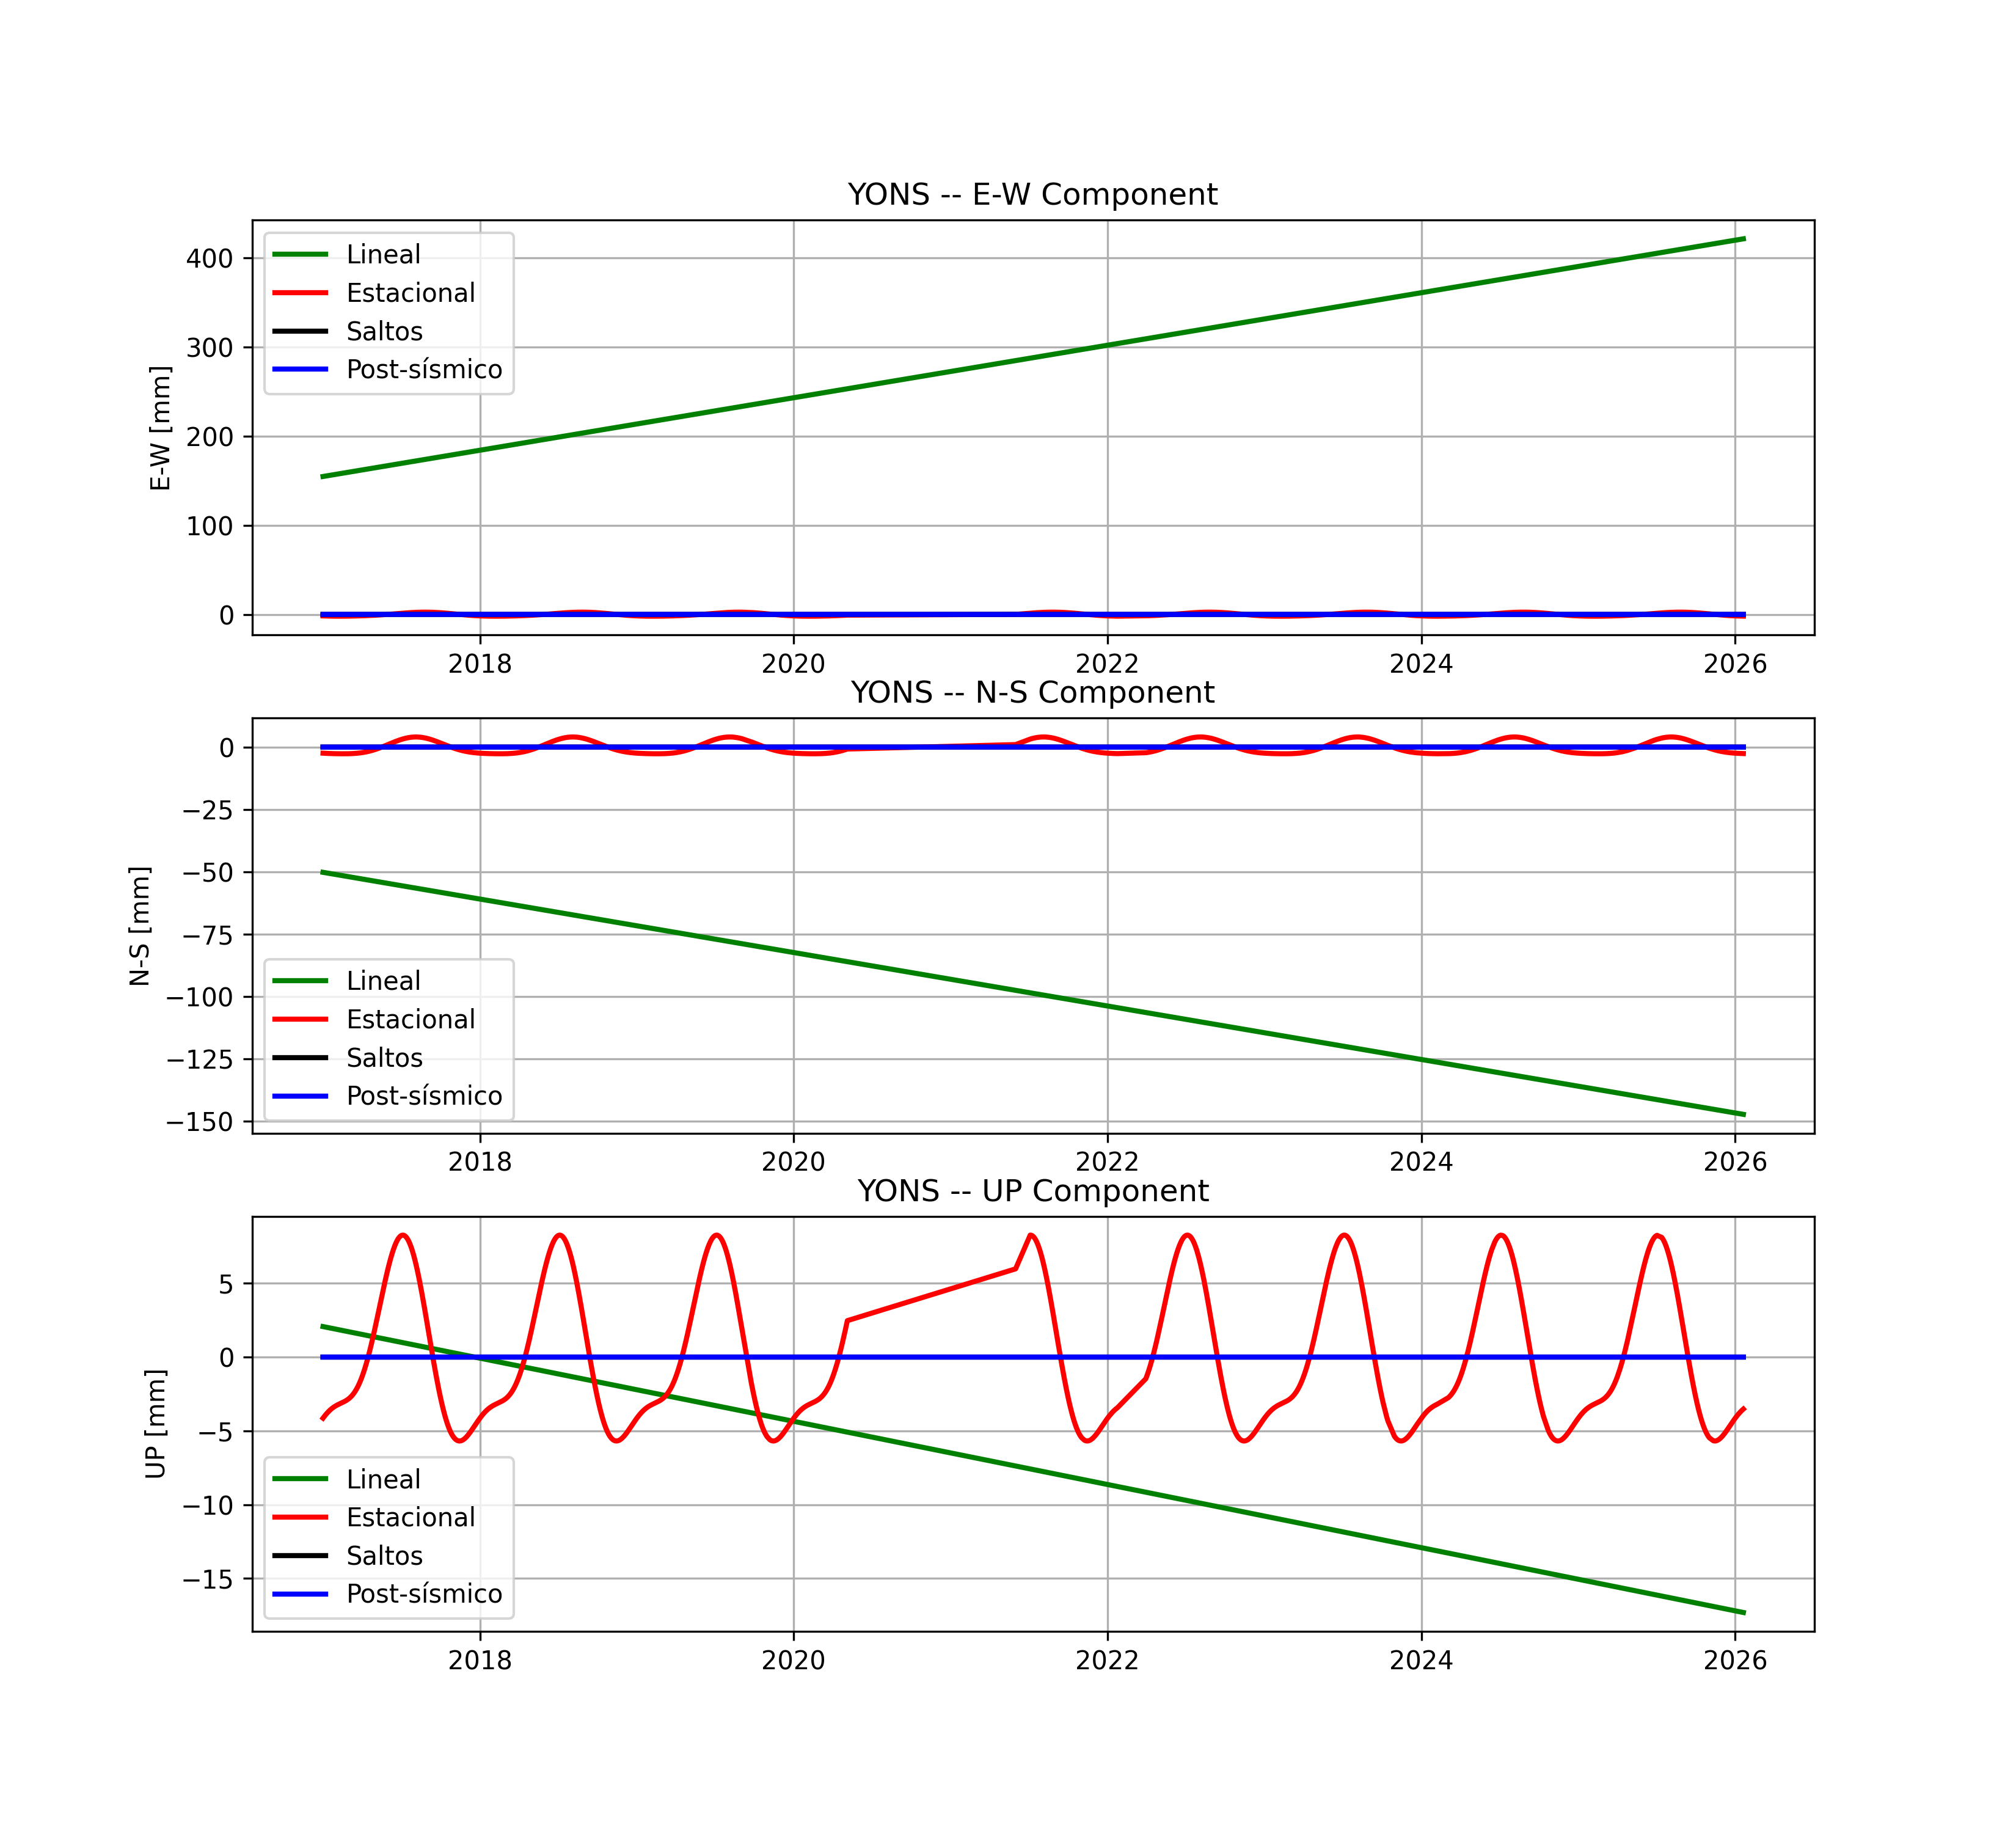 YONS -- E-W Component
E-W [mm]
400
300
200
100
0
Lineal
Estacional
Saltos
Post-sísmico
2018 2020 2022 2024 2026
YONS -- N-S Component
N-S [mm]
0
−25
−50
−75
−100
−125
−150
Lineal
Estacional
Saltos
Post-sísmico
2018 2020 2022 2024 2026
YONS -- UP Component
UP [mm]
5
0
−5
−10
−15
Lineal
Estacional
Saltos
Post-sísmico
2018 2020 2022 2024 2026